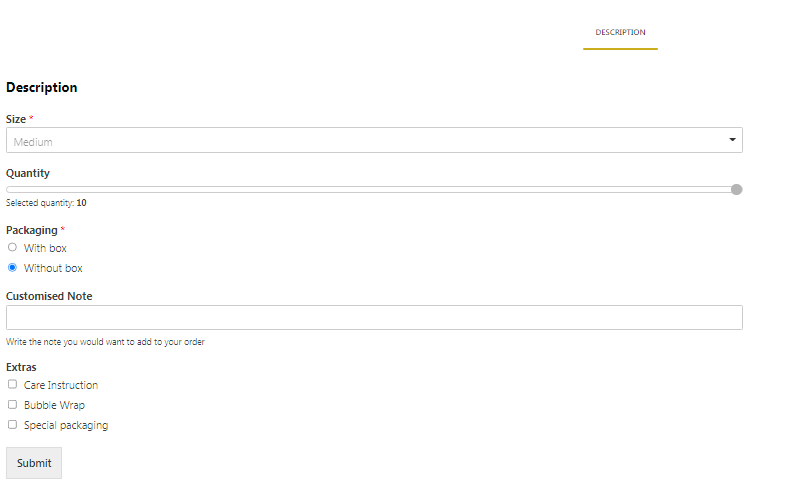 DESCRIPTION
Description
Size *
Medium
Quantity
Selected quantity: 10
Packaging *
With box
Without box
Customised Note
Write the note you would want to add to your order
Extras
Care Instruction
Bubble Wrap
Special packaging
Submit